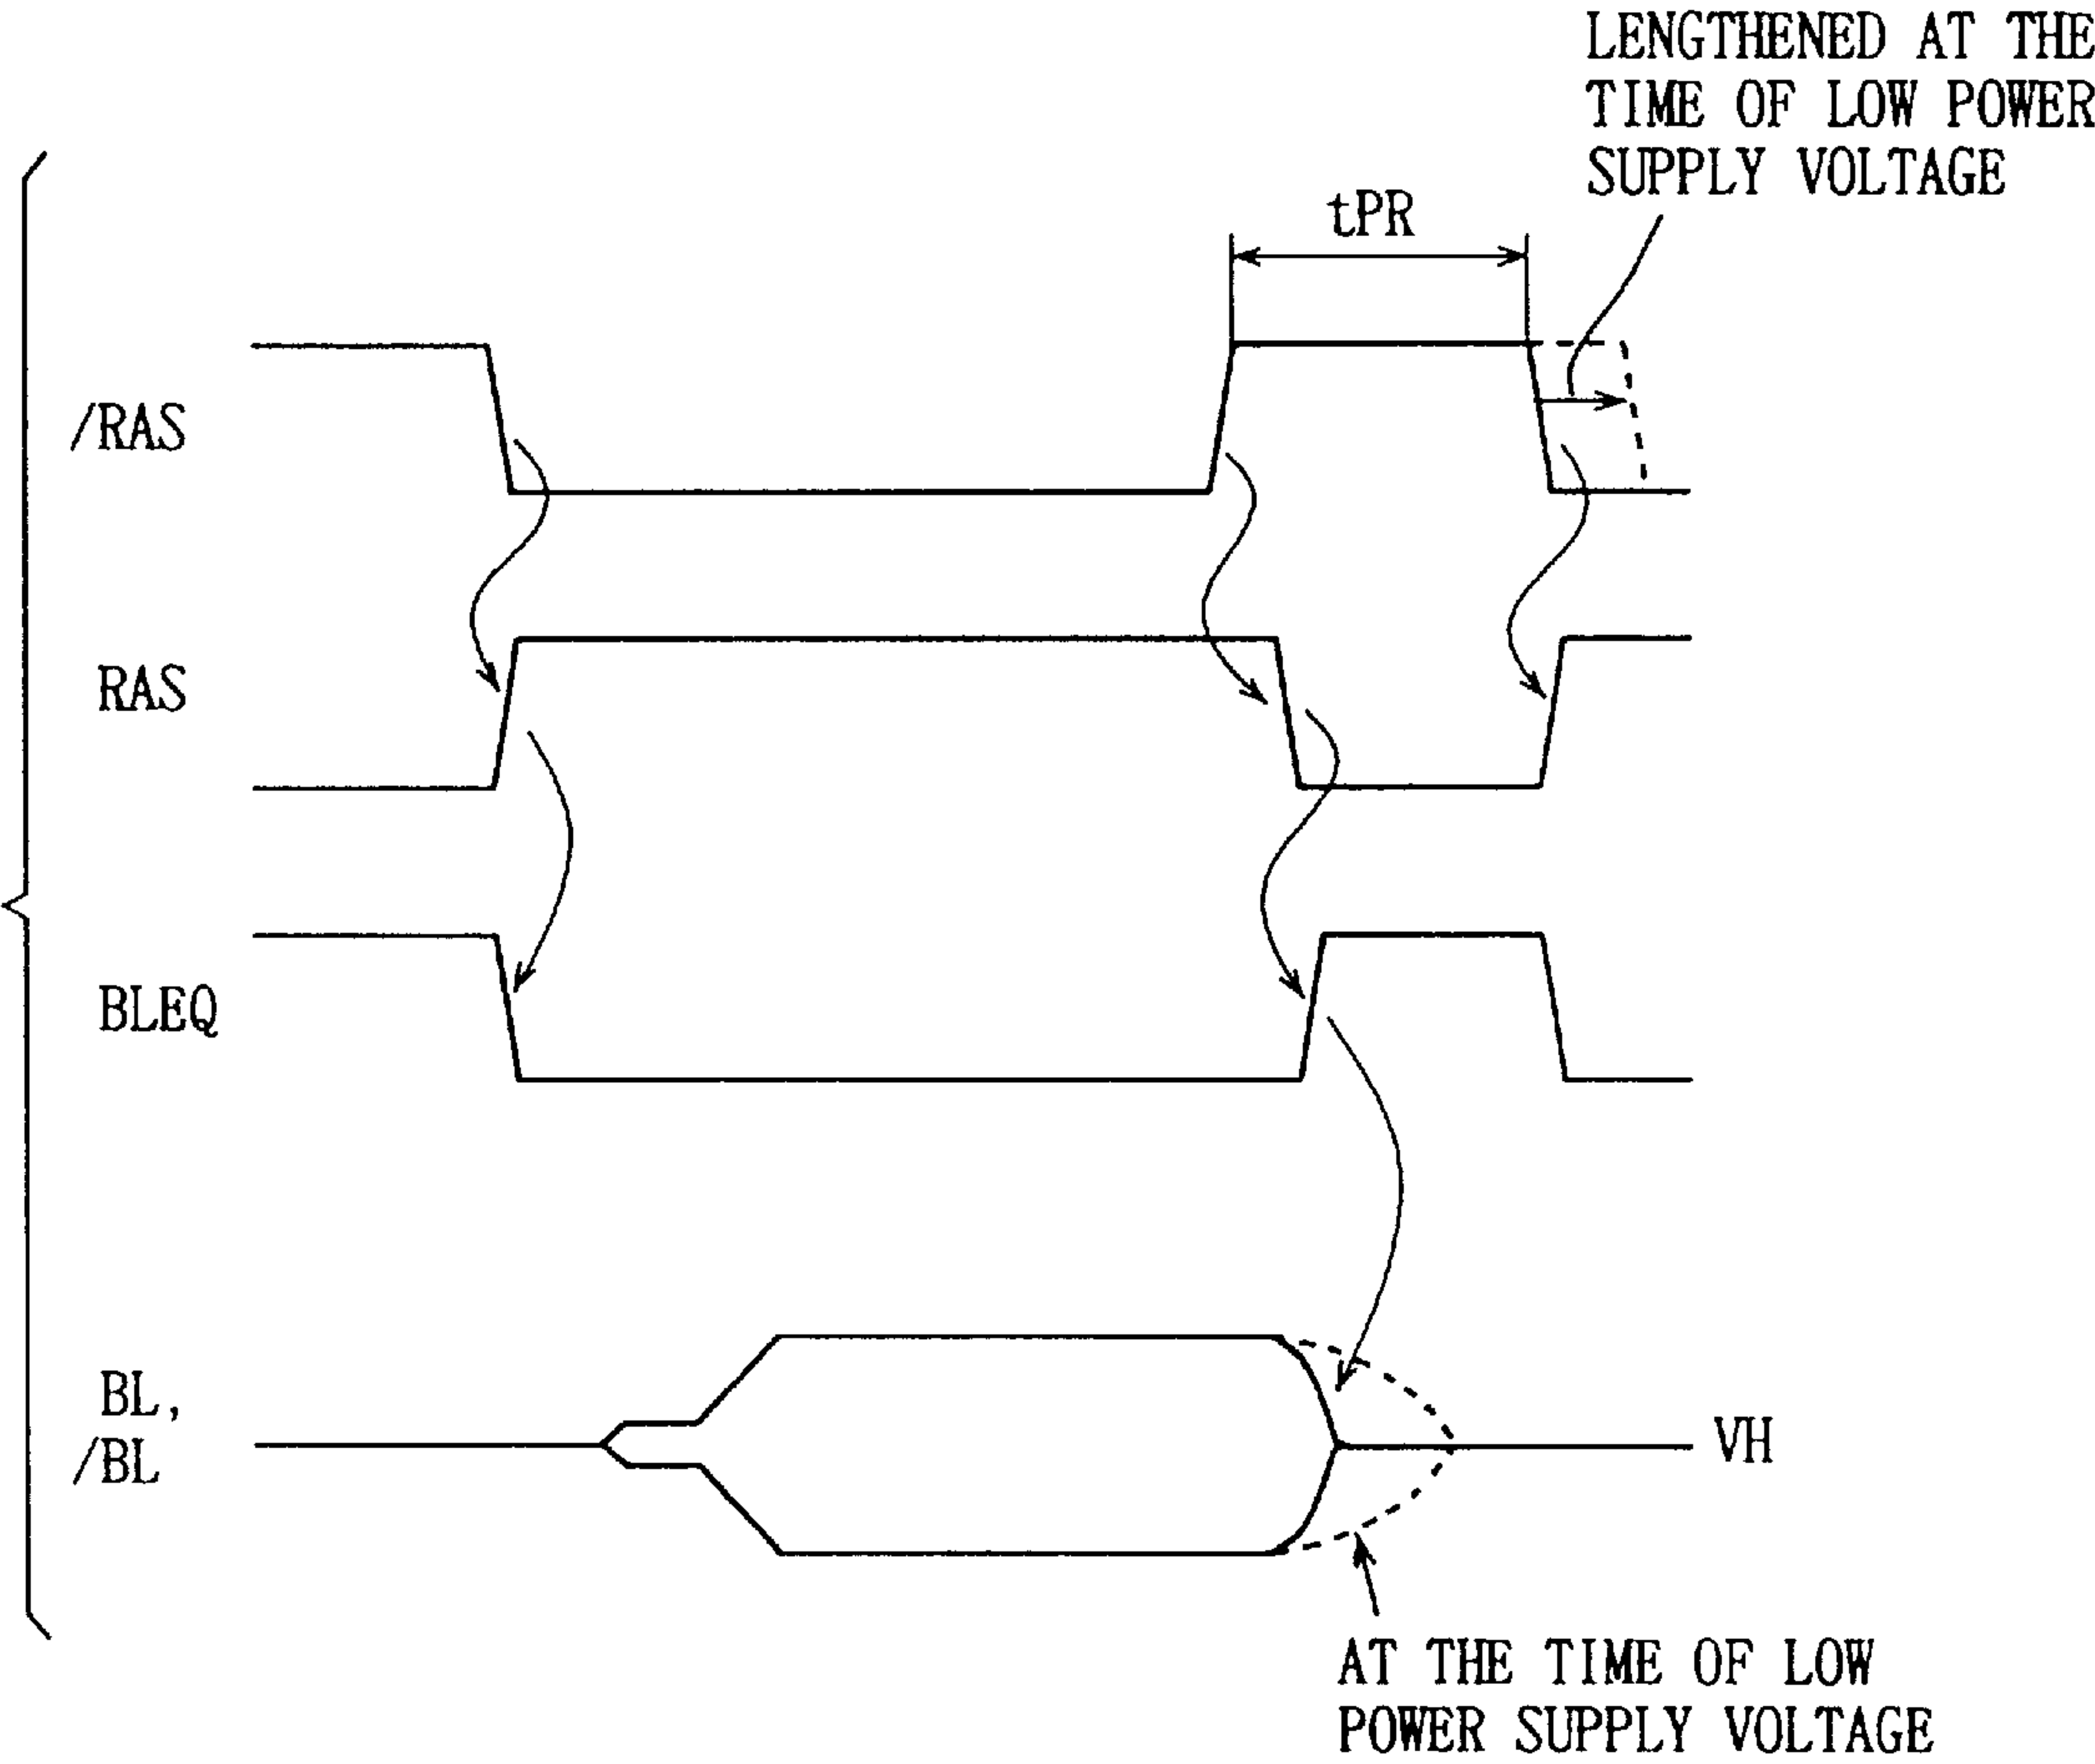 LENGTHENED AT THE
TIME OF LOW POWER
SUPPLY VOLTAGE
tPR
/RAS
RAS
BLEQ
BL,
/BL
VH
AT THE TIME OF LOW
POWER SUPPLY VOLTAGE